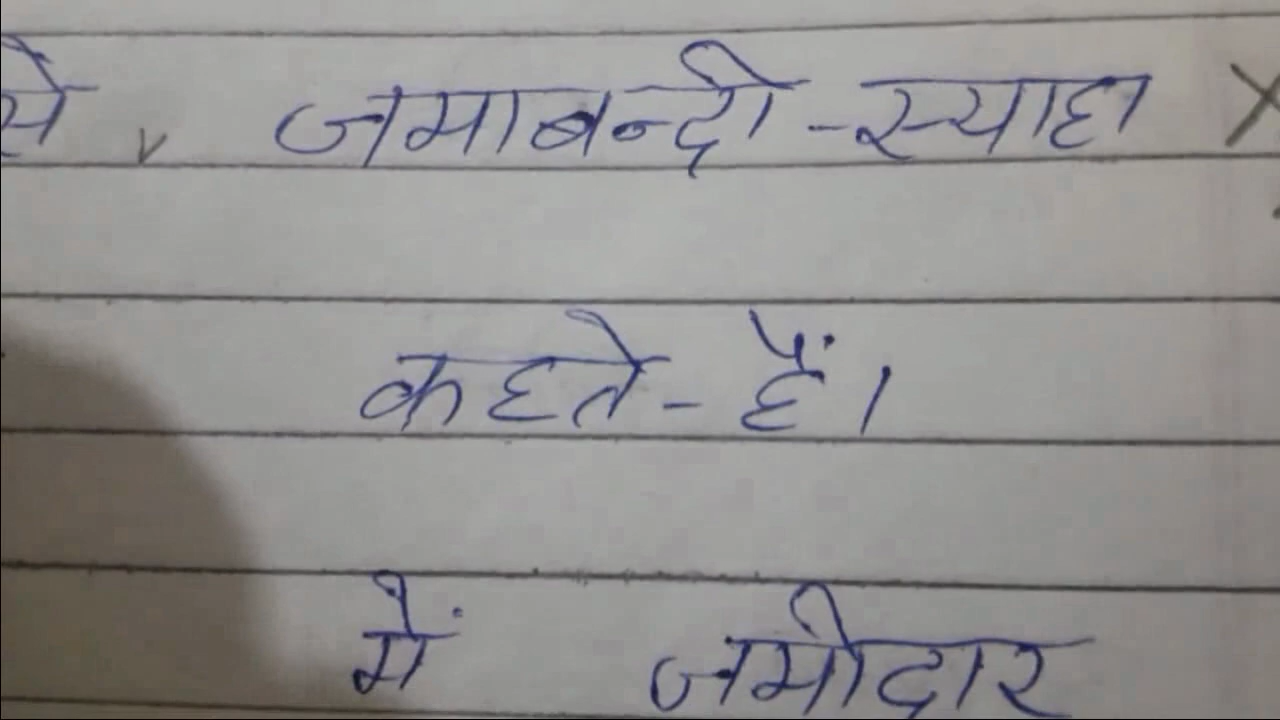 से जमाबन्दी - स्याहा
कहते - हैं।
में जमीदार